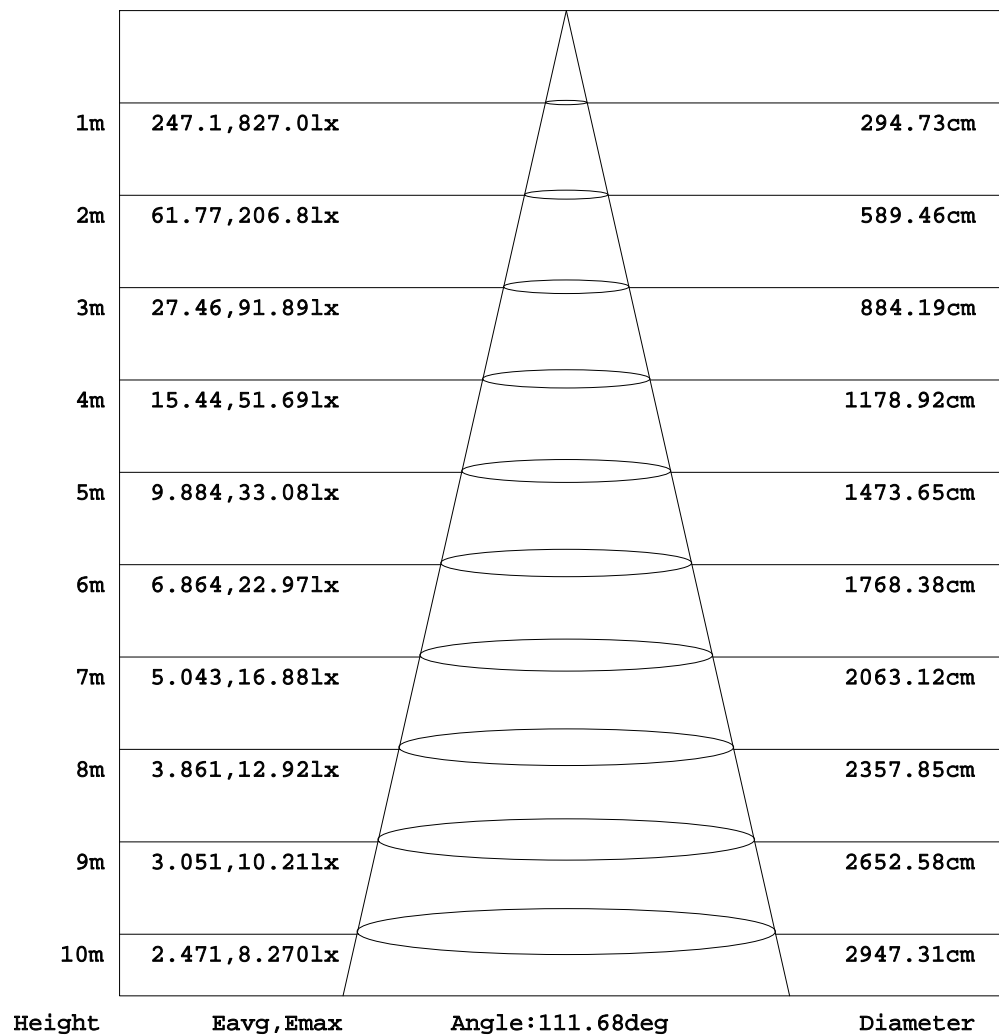 1m 247.1,827.0lx 294.73cm
2m 61.77,206.8lx 589.46cm
3m 27.46,91.89lx 884.19cm
4m 15.44,51.69lx 1178.92cm
5m 9.884,33.08lx 1473.65cm
6m 6.864,22.97lx 1768.38cm
7m 5.043,16.88lx 2063.12cm
8m 3.861,12.92lx 2357.85cm
9m 3.051,10.21lx 2652.58cm
10m 2.471,8.270lx 2947.31cm
Height Eavg,Emax Angle:111.68deg Diameter